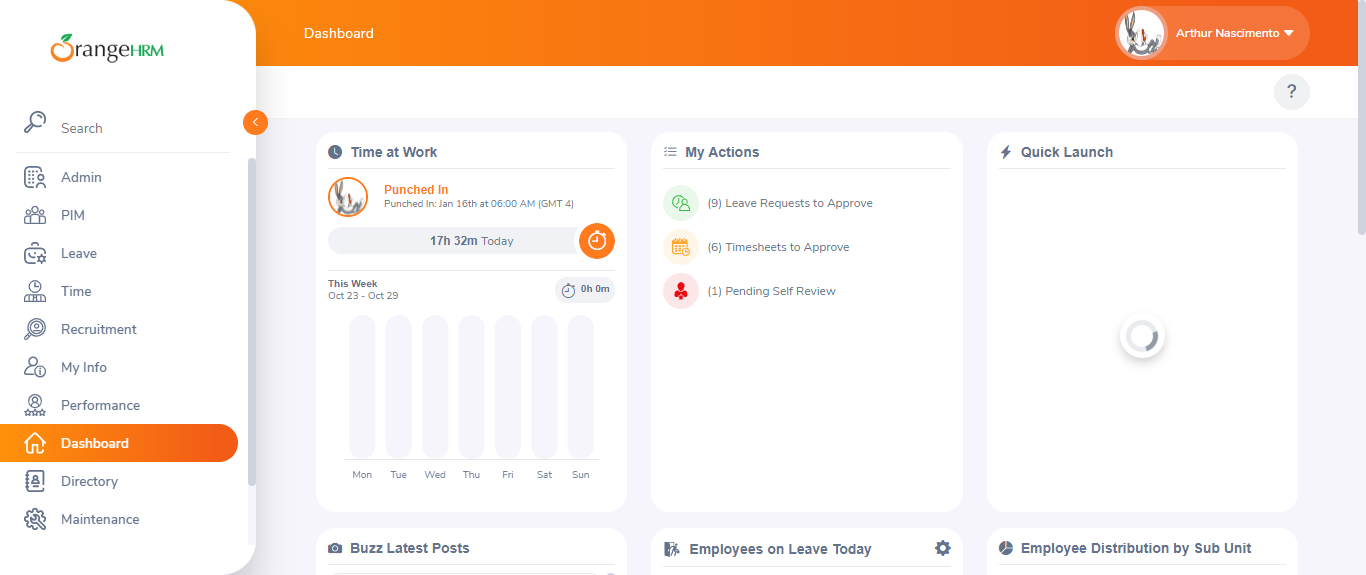 OrangeHRM
Search
Admin
PIM
Leave
Time
Recruitment
My Info
Performance
Dashboard
Directory
Maintenance
Dashboard
Arthur Nascimento
?
Time at Work
Punched In
Punched In: Jan 16th at 06:00 AM (GMT 4)
17h 32m Today
This Week
Oct 23 - Oct 29
0h 0m
Mon Tue Wed Thu Fri Sat Sun
My Actions
(9) Leave Requests to Approve
(6) Timesheets to Approve
(1) Pending Self Review
Quick Launch
Buzz Latest Posts
Employees on Leave Today
Employee Distribution by Sub Unit